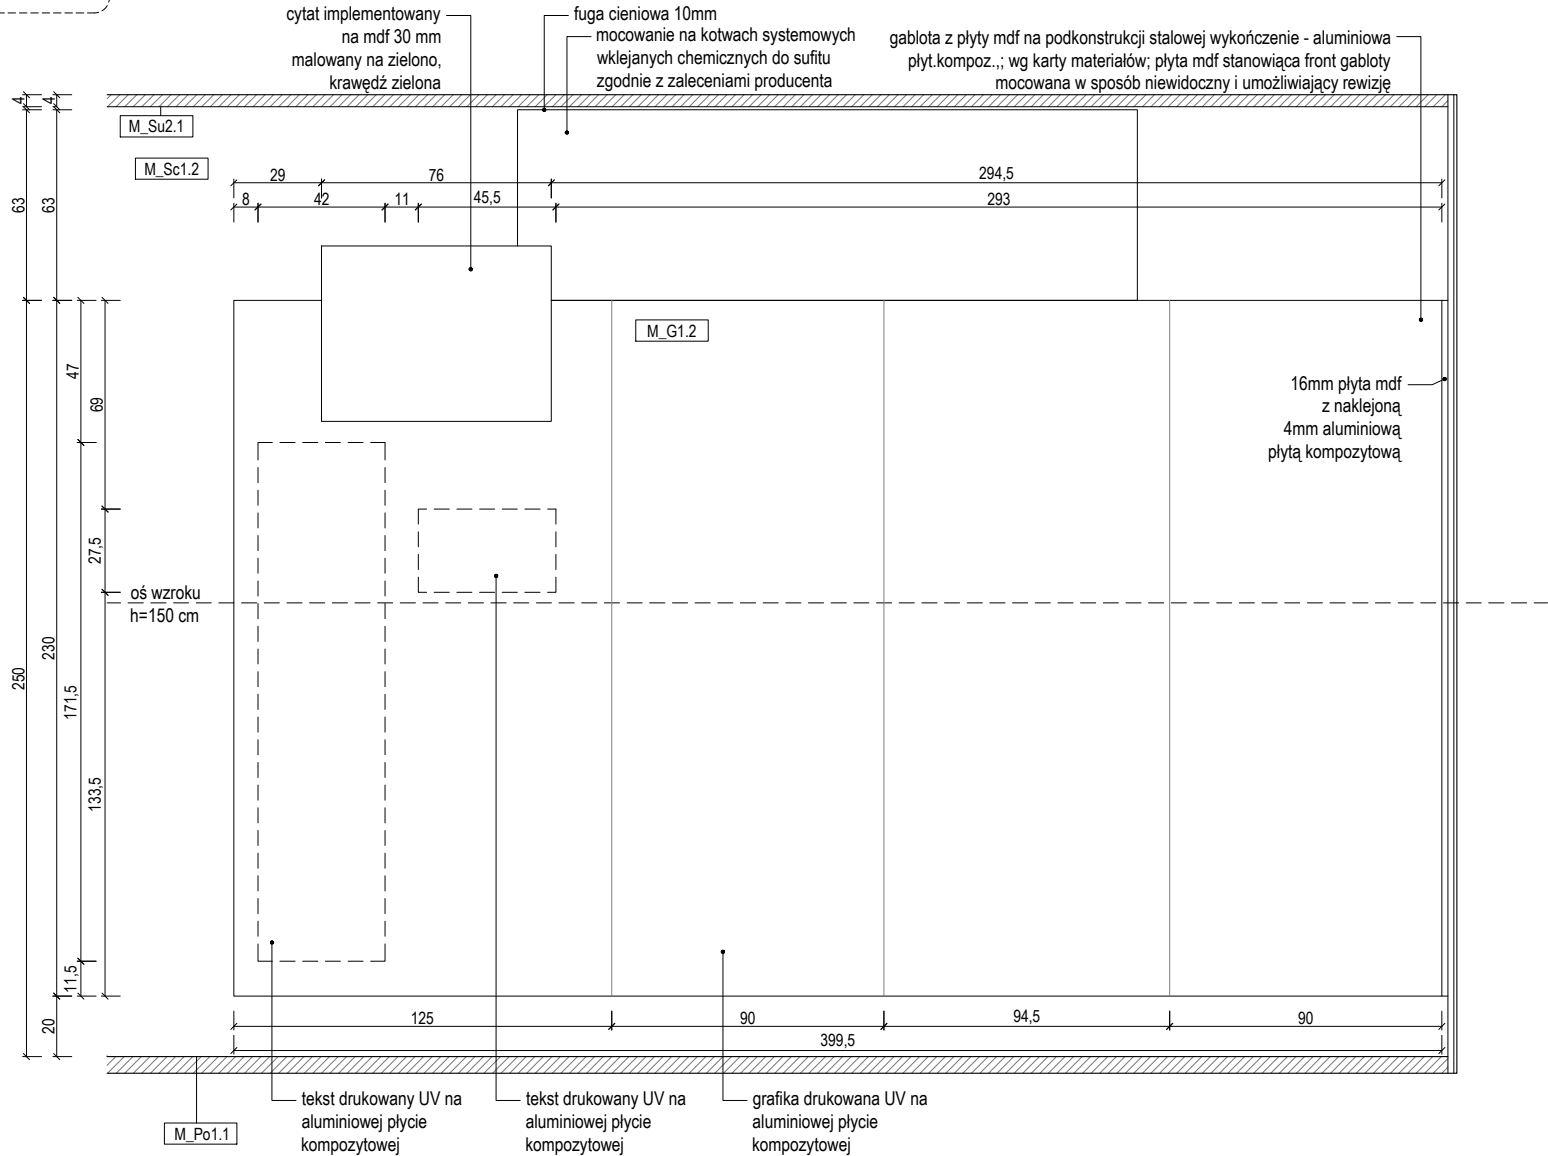 cytat implementowany
na mdf 30 mm
malowany na zielono,
krawędź zielona
fuga cieniowa 10mm
mocowanie na kotwach systemowych
wklejanych chemicznych do sufitu
zgodnie z zaleceniami producenta
gablota z płyty mdf na podkonstrukcji stalowej wykończenie - aluminiowa
płyt.kompoz.,; wg karty materiałów; płyta mdf stanowiąca front gabloty
mocowana w sposób niewidoczny i umożliwiający rewizję
4
4
M_Su2.1
M_Sc1.2
29
76
294,5
8
42
11
45,5
293
63
63
M_G1.2
47
69
16mm płyta mdf
z naklejoną
4mm aluminiową
płytą kompozytową
27,5
oś wzroku
h=150 cm
250
230
171,5
133,5
11,5
20
125
90
94,5
90
399,5
M_Po1.1
tekst drukowany UV na
aluminiowej płycie
kompozytowej
tekst drukowany UV na
aluminiowej płycie
kompozytowej
grafika drukowana UV na
aluminiowej płycie
kompozytowej